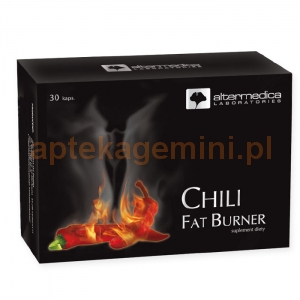 30 kaps.
altermedica
LABORATORIES
aptekagemini.pl
CHILI
FAT BURNER
suplement diety